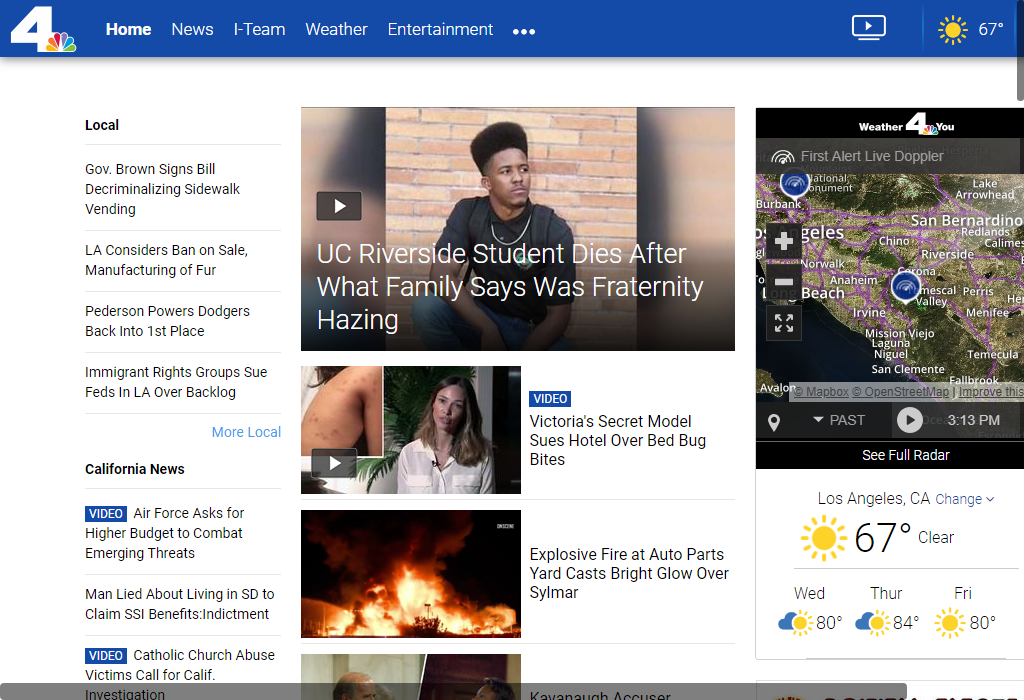 4
Home
News
I-Team
Weather
Entertainment
67°
Local
Gov. Brown Signs Bill
Decriminalizing Sidewalk
Vending
LA Considers Ban on Sale,
Manufacturing of Fur
Pederson Powers Dodgers
Back Into 1st Place
Immigrant Rights Groups Sue
Feds In LA Over Backlog
More Local
California News
VIDEO Air Force Asks for
Higher Budget to Combat
Emerging Threats
Man Lied About Living in SD to
Claim SSI Benefits:Indictment
VIDEO Catholic Church Abuse
Victims Call for Calif.
Investigation
UC Riverside Student Dies After
What Family Says Was Fraternity
Hazing
VIDEO
Victoria's Secret Model
Sues Hotel Over Bed Bug
Bites
Explosive Fire at Auto Parts
Yard Casts Bright Glow Over
Sylmar
Kavanaugh Accuser
Weather 4 You
First Alert Live Doppler
National
Monument
Lake
Arrowhead
Burbank
San Bernardino
geles
Redlands
Chino
Calimes
Riverside
Norwalk
Corona
Anaheim
Perris
Long Beach
Valley
Irvine
Menifee
Mission Viejo
Laguna
Niguel
Temecula
San Clemente
Fallbrook
Avalon
© Mapbox © OpenStreetMap | Improve this
PAST
3:13 PM
See Full Radar
Los Angeles, CA Change
67° Clear
Wed
Thur
Fri
80°
84°
80°